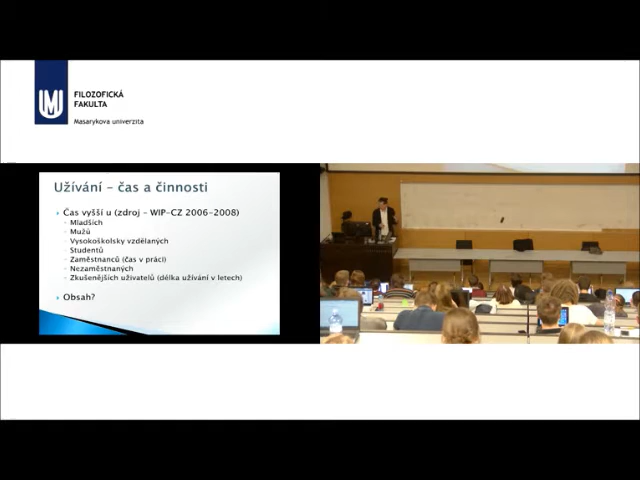 FILOZOFICKÁ
FAKULTA
Masarykova univerzita
Užívání – čas a činnosti
Čas vyšší u (zdroj – WIP-CZ 2006-2008)
Mladších
Mužů
Vysokoškolsky vzdělaných
Studentů
Zaměstnanců (čas v práci)
Nezaměstnaných
Zkušenějších uživatelů (délka užívání v letech)
Obsah?